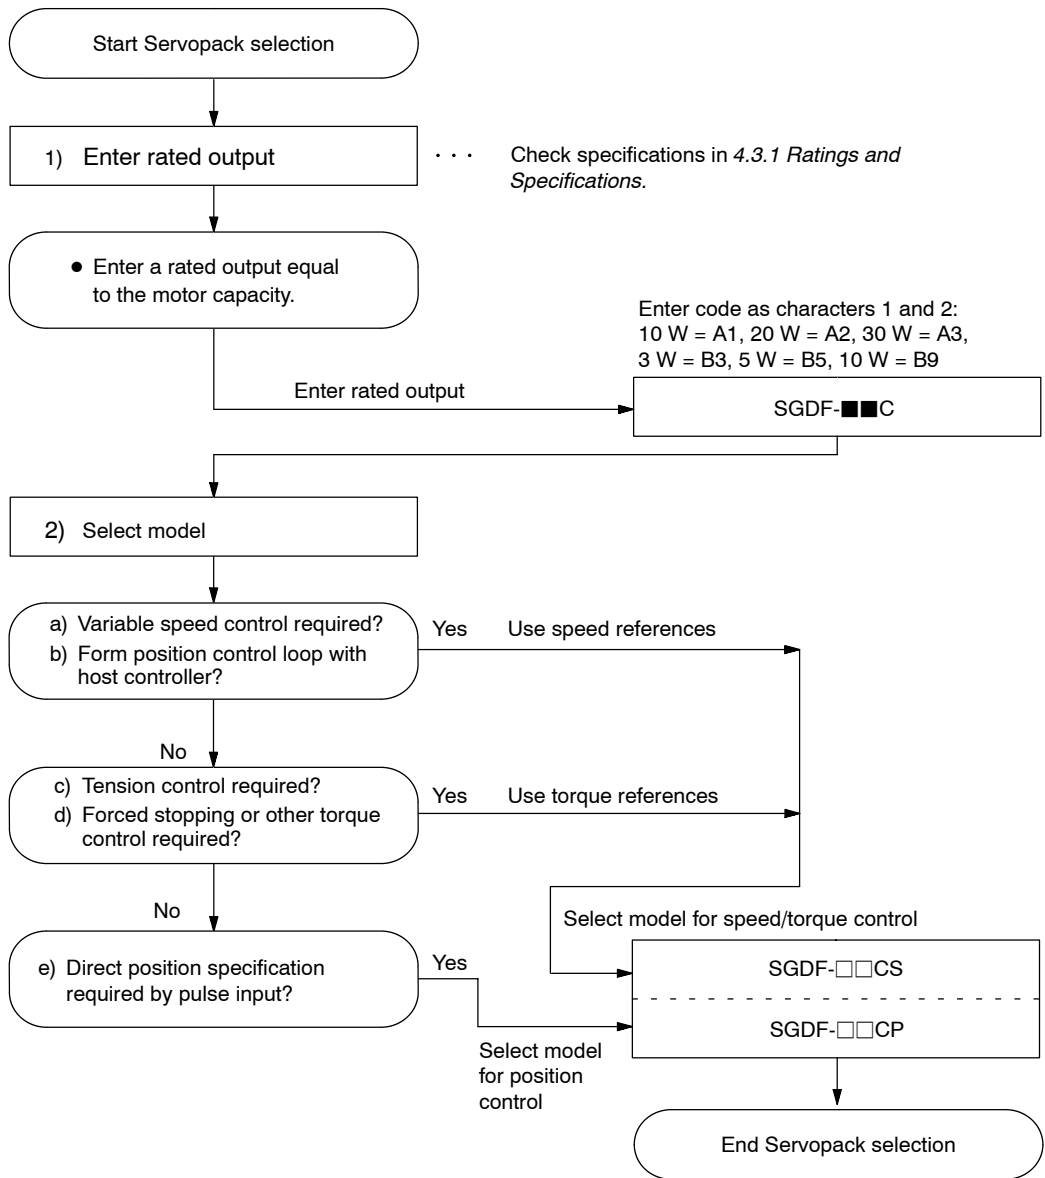 Start Servopack selection
1) Enter rated output
· · · Check specifications in 4.3.1 Ratings and
Specifications.
● Enter a rated output equal
to the motor capacity.
Enter code as characters 1 and 2:
10 W = A1, 20 W = A2, 30 W = A3,
3 W = B3, 5 W = B5, 10 W = B9
Enter rated output
SGDF-■■C
2) Select model
a) Variable speed control required?
b) Form position control loop with
host controller?
Yes Use speed references
No
c) Tension control required?
d) Forced stopping or other torque
control required?
Yes Use torque references
No
Select model for speed/torque control
e) Direct position specification
required by pulse input?
Yes
SGDF-□□CS
SGDF-□□CP
Select model
for position
control
End Servopack selection